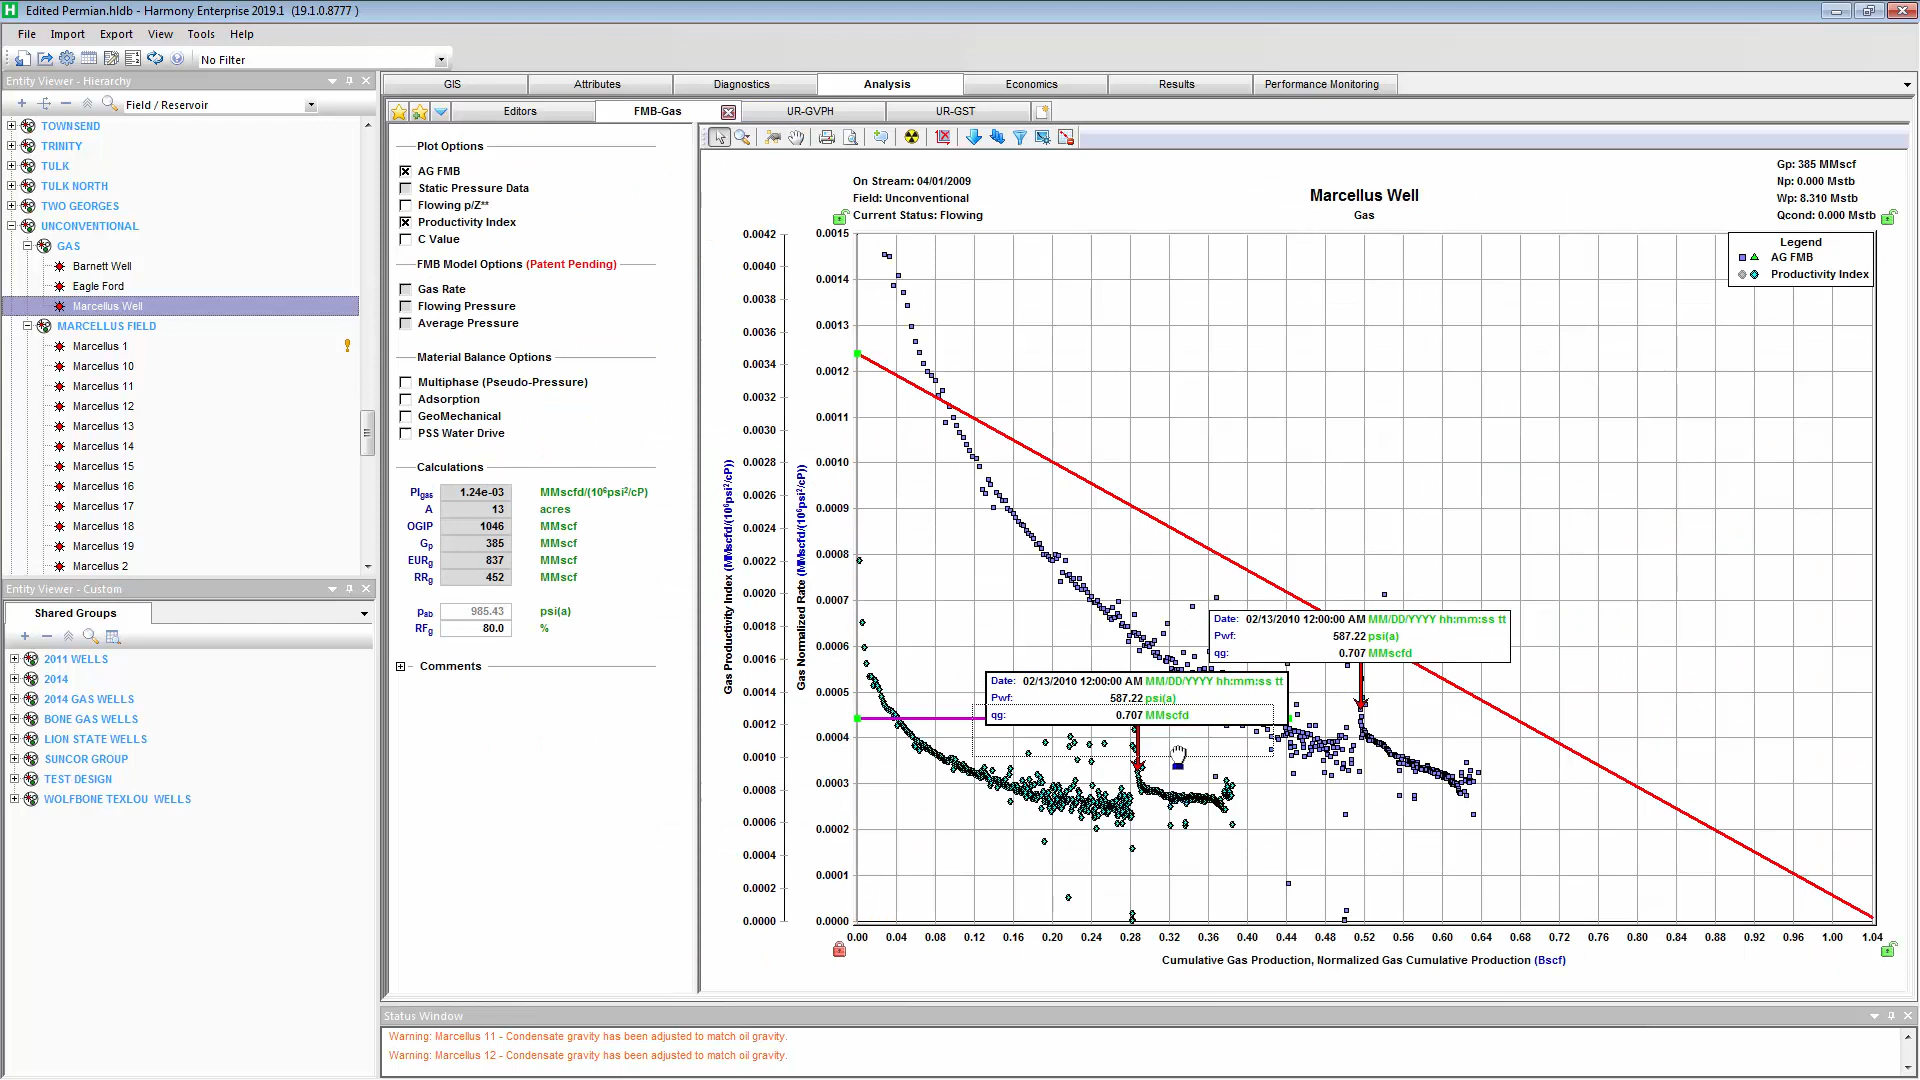 Edited Permian.hldb - Harmony Enterprise 2019.1 (19.1.0.8777 )
File Import Export View Tools Help
No Filter
Entity Viewer - Hierarchy
Field / Reservoir
TOWNSEND
TRINITY
TULK
TULK NORTH
TWO GEORGES
UNCONVENTIONAL
GAS
Barnett Well
Eagle Ford
Marcellus Well
MARCELLUS FIELD
Marcellus 1
Marcellus 10
Marcellus 11
Marcellus 12
Marcellus 13
Marcellus 14
Marcellus 15
Marcellus 16
Marcellus 17
Marcellus 18
Marcellus 19
Marcellus 2
Entity Viewer - Custom
Shared Groups
2011 WELLS
2014
2014 GAS WELLS
BONE GAS WELLS
LION STATE WELLS
SUNCOR GROUP
TEST DESIGN
WOLFBONE TEXLOU WELLS
GIS Attributes Diagnostics Analysis Economics Results Performance Monitoring
Editors FMB-Gas UR-GVPH UR-GST
Plot Options
AG FMB
Static Pressure Data
Flowing p/Z**
Productivity Index
C Value
FMB Model Options (Patent Pending)
Gas Rate
Flowing Pressure
Average Pressure
Material Balance Options
Multiphase (Pseudo-Pressure)
Adsorption
GeoMechanical
PSS Water Drive
Calculations
PIgas 1.24e-03 MMscfd/(10⁶psi²/cP)
A 13 acres
OGIP 1046 MMscf
Gp 385 MMscf
EURg 837 MMscf
RRg 452 MMscf
pab 985.43 psi(a)
RFg 80.0 %
Comments
On Stream: 04/01/2009
Field: Unconventional
Current Status: Flowing
Marcellus Well
Gas
Gp: 385 MMscf
Np: 0.000 Mstb
Wp: 8.310 Mstb
Qcond: 0.000 Mstb
Legend
AG FMB
Productivity Index
Gas Productivity Index (MMscfd/(10⁶psi²/cP))
0.0042
0.0040
0.0038
0.0036
0.0034
0.0032
0.0030
0.0028
0.0026
0.0024
0.0022
0.0020
0.0018
0.0016
0.0014
0.0012
0.0010
0.0008
0.0006
0.0004
0.0002
0.0000
Gas Normalized Rate (MMscfd/(10⁶psi²/cP))
0.0015
0.0014
0.0013
0.0012
0.0011
0.0010
0.0009
0.0008
0.0007
0.0006
0.0005
0.0004
0.0003
0.0002
0.0001
0.0000
Date: 02/13/2010 12:00:00 AM MM/DD/YYYY hh:mm:ss tt
Pwf: 587.22 psi(a)
qg: 0.707 MMscfd
Date: 02/13/2010 12:00:00 AM MM/DD/YYYY hh:mm:ss tt
Pwf: 587.22 psi(a)
qg: 0.707 MMscfd
0.00 0.04 0.08 0.12 0.16 0.20 0.24 0.28 0.32 0.36 0.40 0.44 0.48 0.52 0.56 0.60 0.64 0.68 0.72 0.76 0.80 0.84 0.88 0.92 0.96 1.00 1.04
Cumulative Gas Production, Normalized Gas Cumulative Production (Bscf)
Status Window
Warning: Marcellus 11 - Condensate gravity has been adjusted to match oil gravity.
Warning: Marcellus 12 - Condensate gravity has been adjusted to match oil gravity.